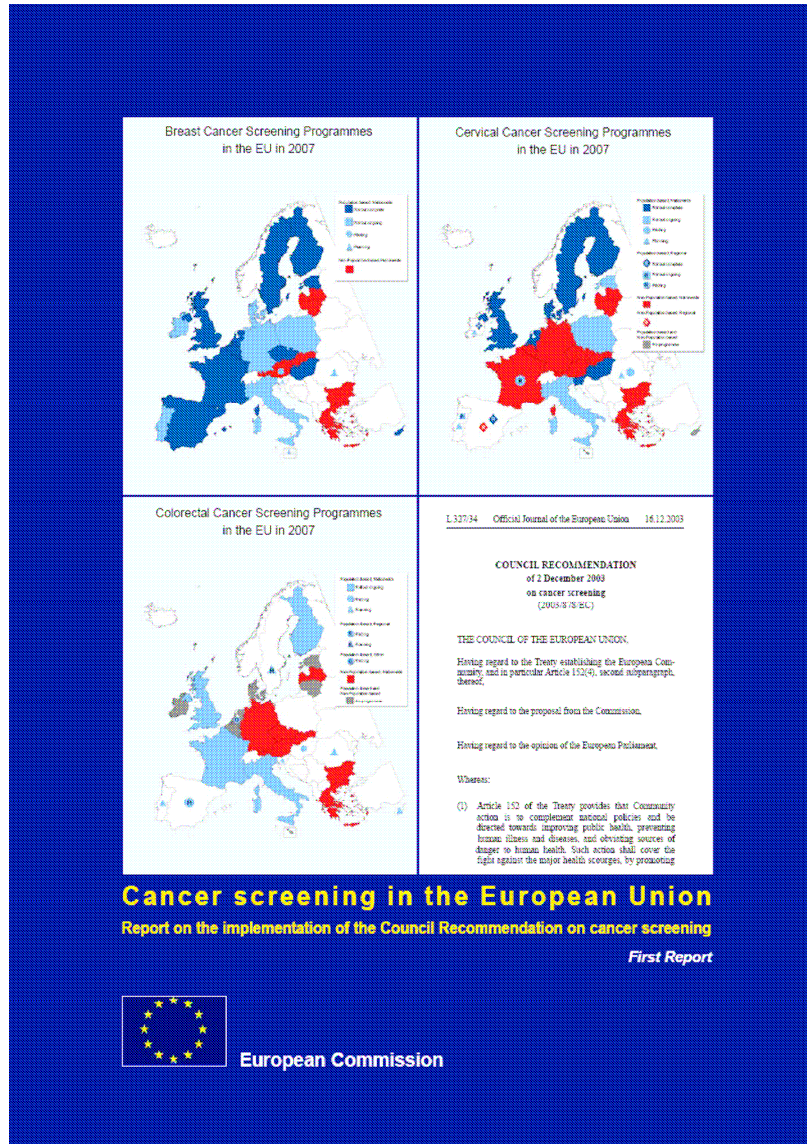 Breast Cancer Screening Programmes
in the EU in 2007
Cervical Cancer Screening Programmes
in the EU in 2007
Colorectal Cancer Screening Programmes
in the EU in 2007
L 327/34 Official Journal of the European Union 16.12.2003
COUNCIL RECOMMENDATION
of 2 December 2003
on cancer screening
(2003/878/EC)
THE COUNCIL OF THE EUROPEAN UNION,
Having regard to the Treaty establishing the European Com-
munity, and in particular Article 152(4), second subparagraph,
thereof,
Having regard to the proposal from the Commission,
Having regard to the opinion of the European Parliament,
Whereas:
(1) Article 152 of the Treaty provides that Community
action is to complement national policies and be
directed towards improving public health, preventing
human illness and diseases, and obviating sources of
danger to human health. Such action shall cover the
fight against the major health scourges, by promoting
Cancer screening in the European Union
Report on the implementation of the Council Recommendation on cancer screening
First Report
European Commission